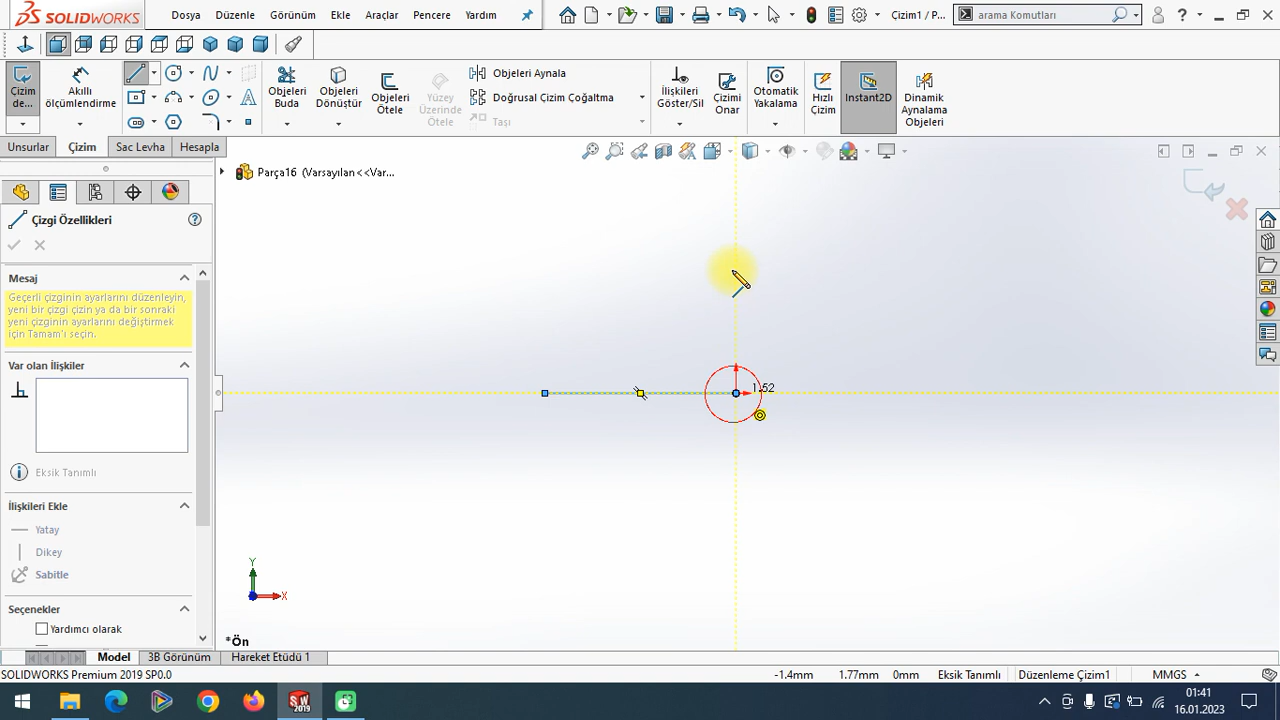 SOLIDWORKS
Dosya
Düzenle
Görünüm
Ekle
Araçlar
Pencere
Yardım
Çizim1 / P...
arama Komutları
Çizim de...
Akıllı ölçümlendirme
Objeleri Buda
Objeleri Dönüştür
Objeleri Ötele
Yüzey Üzerinde Ötele
Objeleri Aynala
Doğrusal Çizim Çoğaltma
Taşı
İlişkileri Göster/Sil
Çizimi Onar
Otomatik Yakalama
Hızlı Çizim
Instant2D
Dinamik Aynalama Objeleri
Unsurlar
Çizim
Sac Levha
Hesapla
Parça16 (Varsayılan<<Var...
Çizgi Özellikleri
Mesaj
Geçerli çizginin ayarlarını düzenleyin,
yeni bir çizgi çizin ya da bir sonraki
yeni çizginin ayarlarını değiştirmek
için Tamam'ı seçin.
Var olan İlişkiler
Eksik Tanımlı
İlişkileri Ekle
Yatay
Dikey
Sabitle
Seçenekler
Yardımcı olarak
1.52
Y
X
*Ön
Model
3B Görünüm
Hareket Etüdü 1
SOLIDWORKS Premium 2019 SP0.0
-1.4mm
1.77mm
0mm
Eksik Tanımlı
Düzenleme Çizim1
MMGS
SW
2019
01:41
16.01.2023